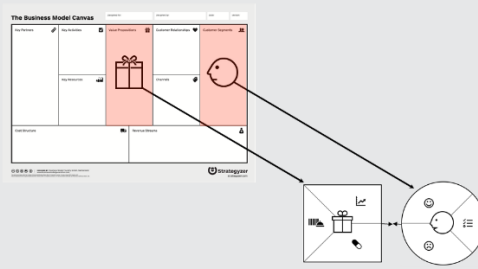 The Business Model Canvas
Key Partners
Key Activities
Value Propositions
Customer Relationships
Customer Segments
Key Resources
Channels
Cost Structure
Revenue Streams
Strategyzer